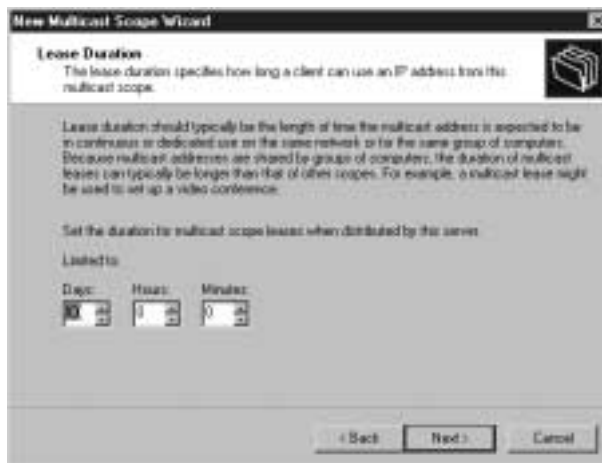 New Multicast Scope Wizard
Lease Duration
The lease duration specifies how long a client can use an IP address from this
multicast scope.
Lease duration should typically be the length of time the multicast address is expected to be
in continuous or dedicated use on the same network or for the same group of computers.
Because multicast addresses are shared by groups of computers, the duration of multicast
leases can typically be longer than that of other scopes. For example, a multicast lease might
be used to set up a video conference.
Set the duration for multicast scope leases when distributed by this server.
Limited to:
Days: Hours: Minutes:
0 0
< Back Next > Cancel